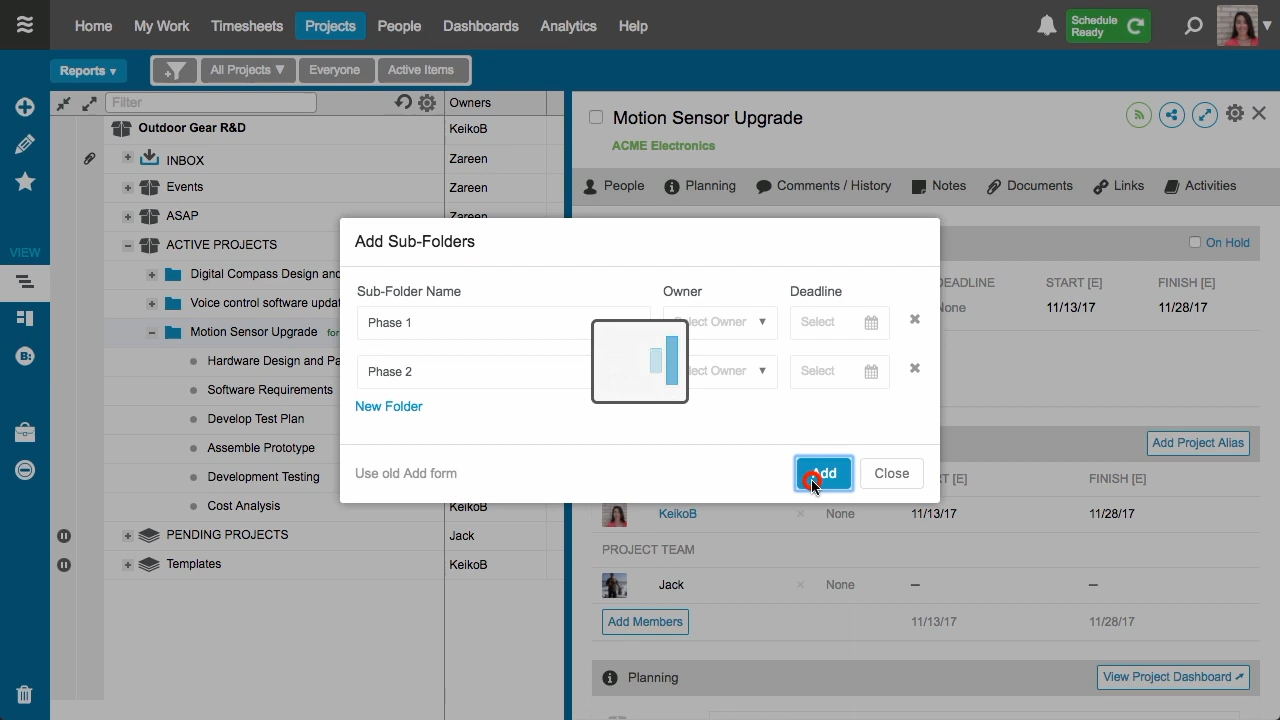 Home My Work Timesheets Projects People Dashboards Analytics Help Schedule Ready
Reports All Projects Everyone Active Items
Filter Owners
Outdoor Gear R&D KeikoB
INBOX Zareen
Events Zareen
ASAP Zareen
VIEW
ACTIVE PROJECTS
Digital Compass Design and
Voice control software updat
Motion Sensor Upgrade for
Hardware Design and Pa
Software Requirements
Develop Test Plan
Assemble Prototype
Development Testing
Cost Analysis KeikoB
PENDING PROJECTS Jack
Templates KeikoB
B:
Motion Sensor Upgrade
ACME Electronics
People Planning Comments / History Notes Documents Links Activities
On Hold
DEADLINE START [E] FINISH [E]
None 11/13/17 11/28/17
Add Sub-Folders
Sub-Folder Name Owner Deadline
Phase 1 Owner Select
Phase 2 Owner Select
New Folder
Use old Add form Add Close
Add Project Alias
FINISH [E]
KeikoB None 11/13/17 11/28/17
PROJECT TEAM
Jack None – –
Add Members 11/13/17 11/28/17
Planning View Project Dashboard